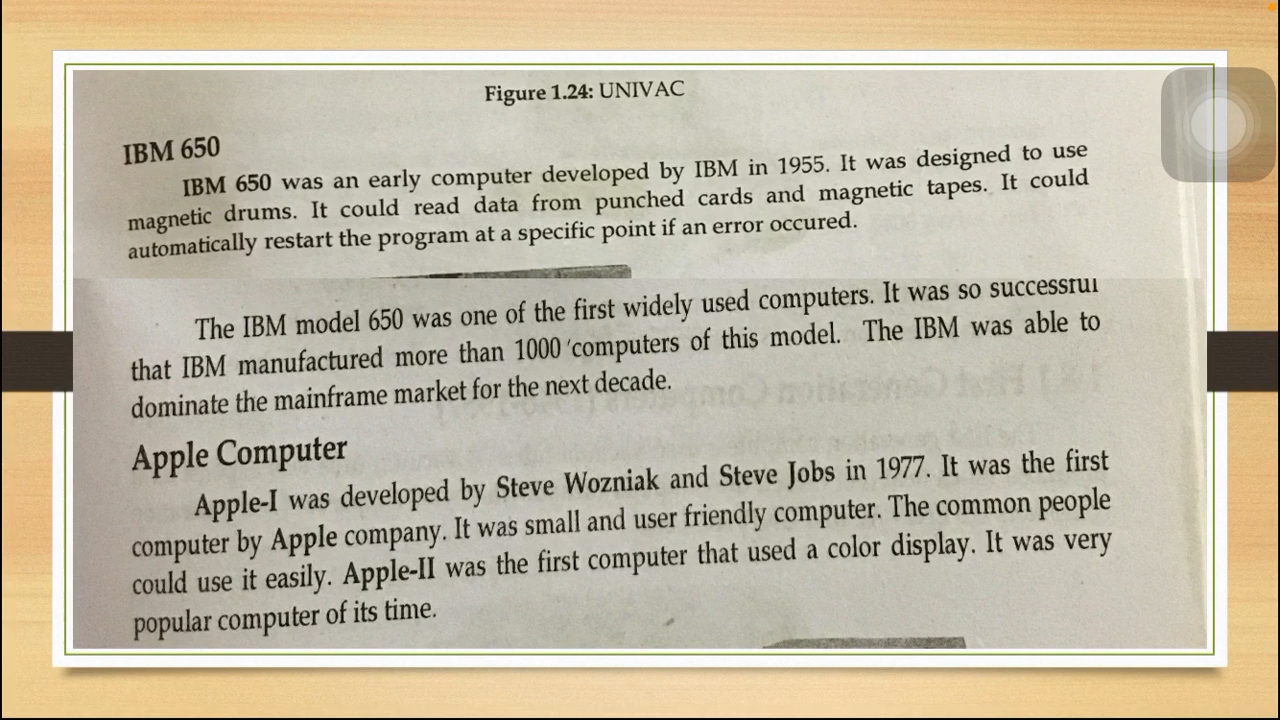 Figure 1.24: UNIVAC
IBM 650
IBM 650 was an early computer developed by IBM in 1955. It was designed to use
magnetic drums. It could read data from punched cards and magnetic tapes. It could
automatically restart the program at a specific point if an error occured.
The IBM model 650 was one of the first widely used computers. It was so successful
that IBM manufactured more than 1000 computers of this model. The IBM was able to
dominate the mainframe market for the next decade.
Apple Computer
Apple-I was developed by Steve Wozniak and Steve Jobs in 1977. It was the first
computer by Apple company. It was small and user friendly computer. The common people
could use it easily. Apple-II was the first computer that used a color display. It was very
popular computer of its time.